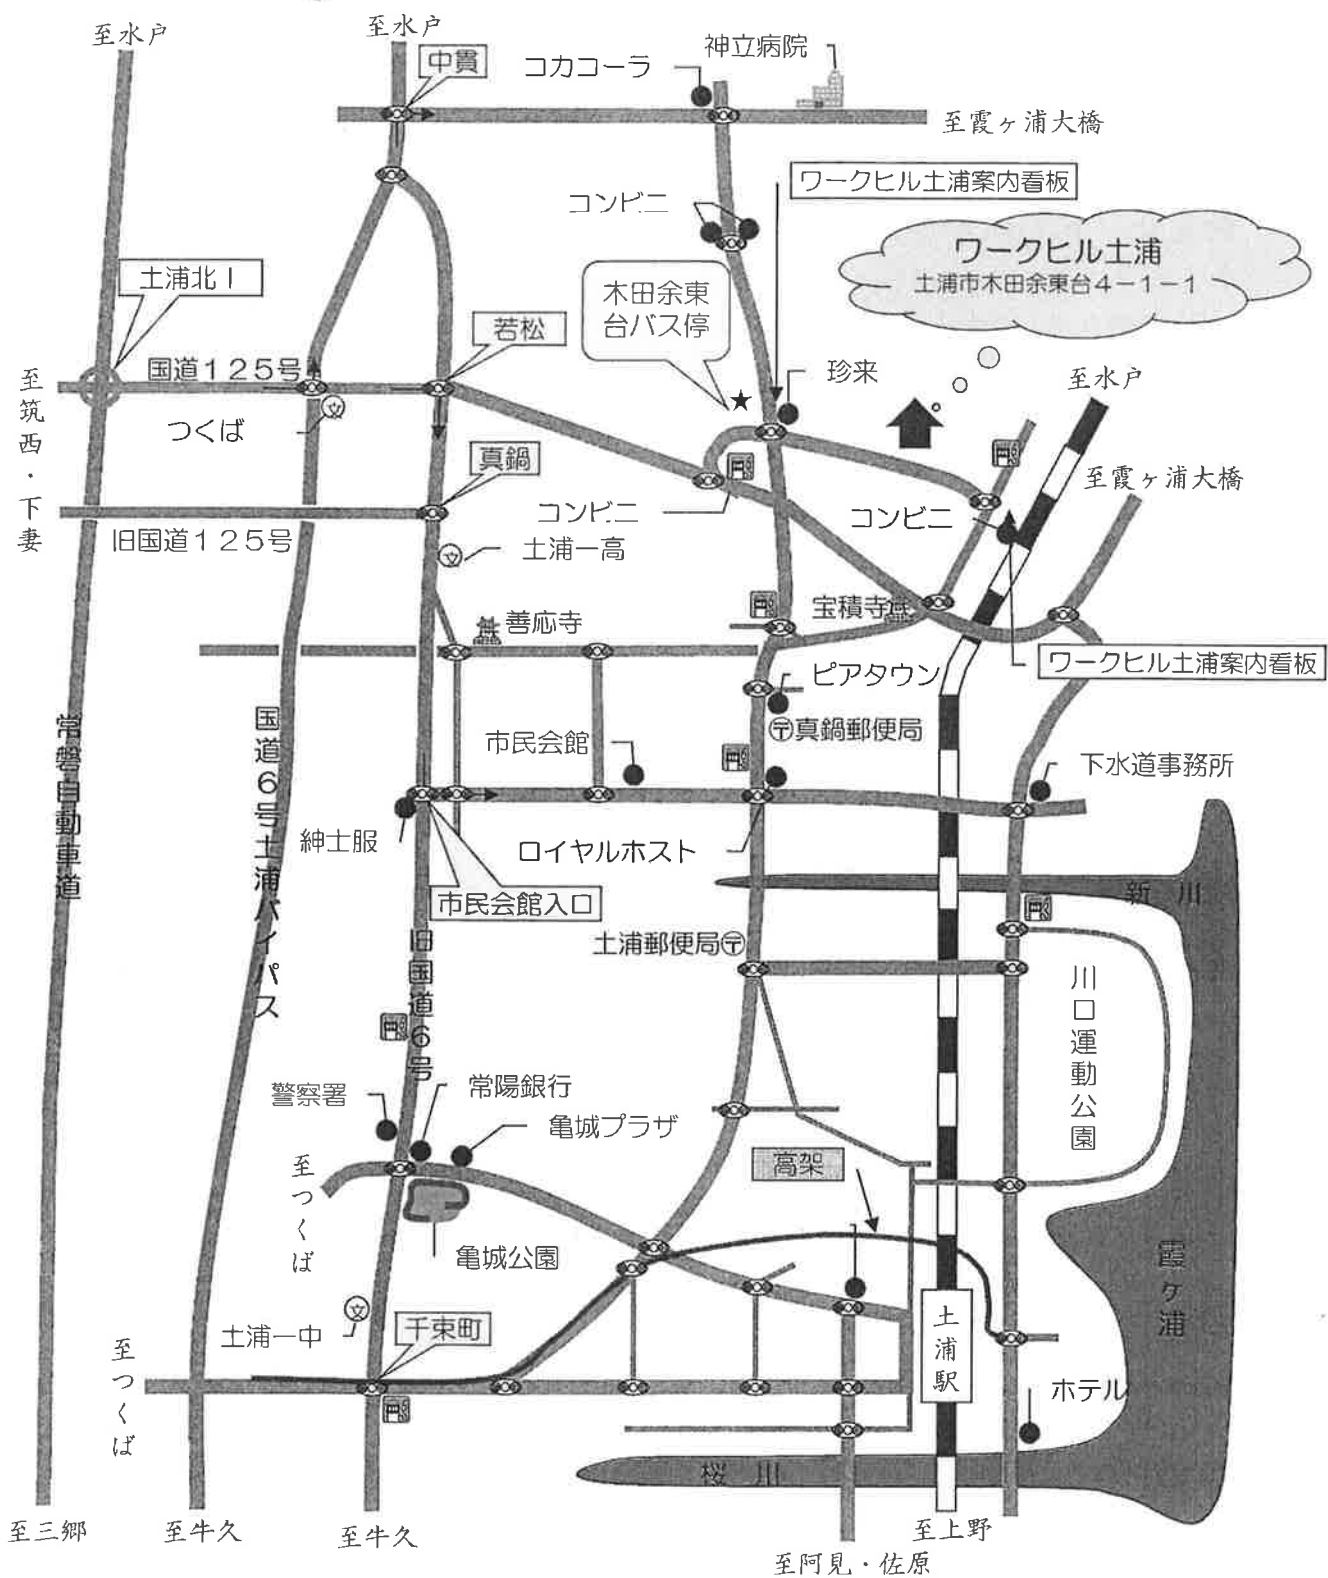 至水戸
至水戸
中貫
コカコーラ
神立病院
至霞ヶ浦大橋
ワークヒル土浦案内看板
コンビニ
ワークヒル土浦
土浦市木田余東台4-1-1
土浦北I
木田余東
台バス停
若松
国道125号
至筑西・下妻
珍来
至水戸
つくば
文
真鍋
至霞ヶ浦大橋
コンビニ
コンビニ
旧国道125号
文
土浦一高
善応寺
宝積寺
ピアタウン
ワークヒル土浦案内看板
〒真鍋郵便局
常磐自動車道
国道6号土浦バイパス
市民会館
下水道事務所
紳士服
ロイヤルホスト
市民会館入口
新川
旧国道6号
土浦郵便局〒
川口運動公園
警察署
常陽銀行
亀城プラザ
至つくば
高架
亀城公園
霞ヶ浦
文
土浦一中
千束町
土浦駅
至つくば
ホテル
桜川
至三郷
至牛久
至牛久
至上野
至阿見・佐原